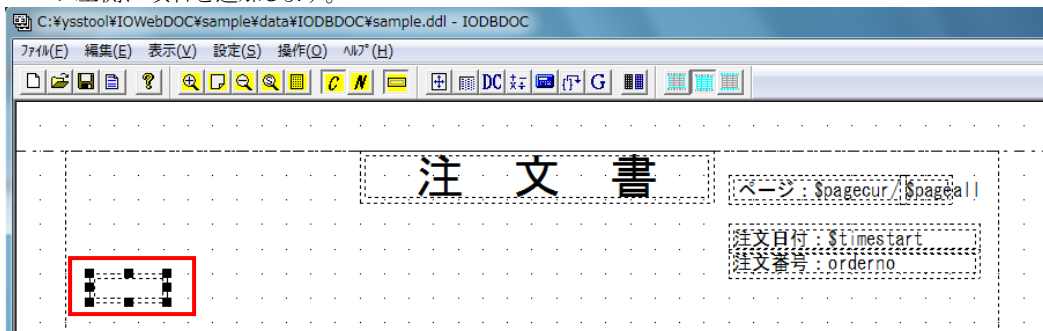 C:¥ysstool¥IOWebDOC¥sample¥data¥IODBDOC¥sample.ddl - IODBDOC
ファイル(F) 編集(E) 表示(V) 設定(S) 操作(O) ヘルプ(H)
C N DC G
注 文 書
ページ：$pagecur/$pageall
注文日付：$timestart
注文番号：orderno